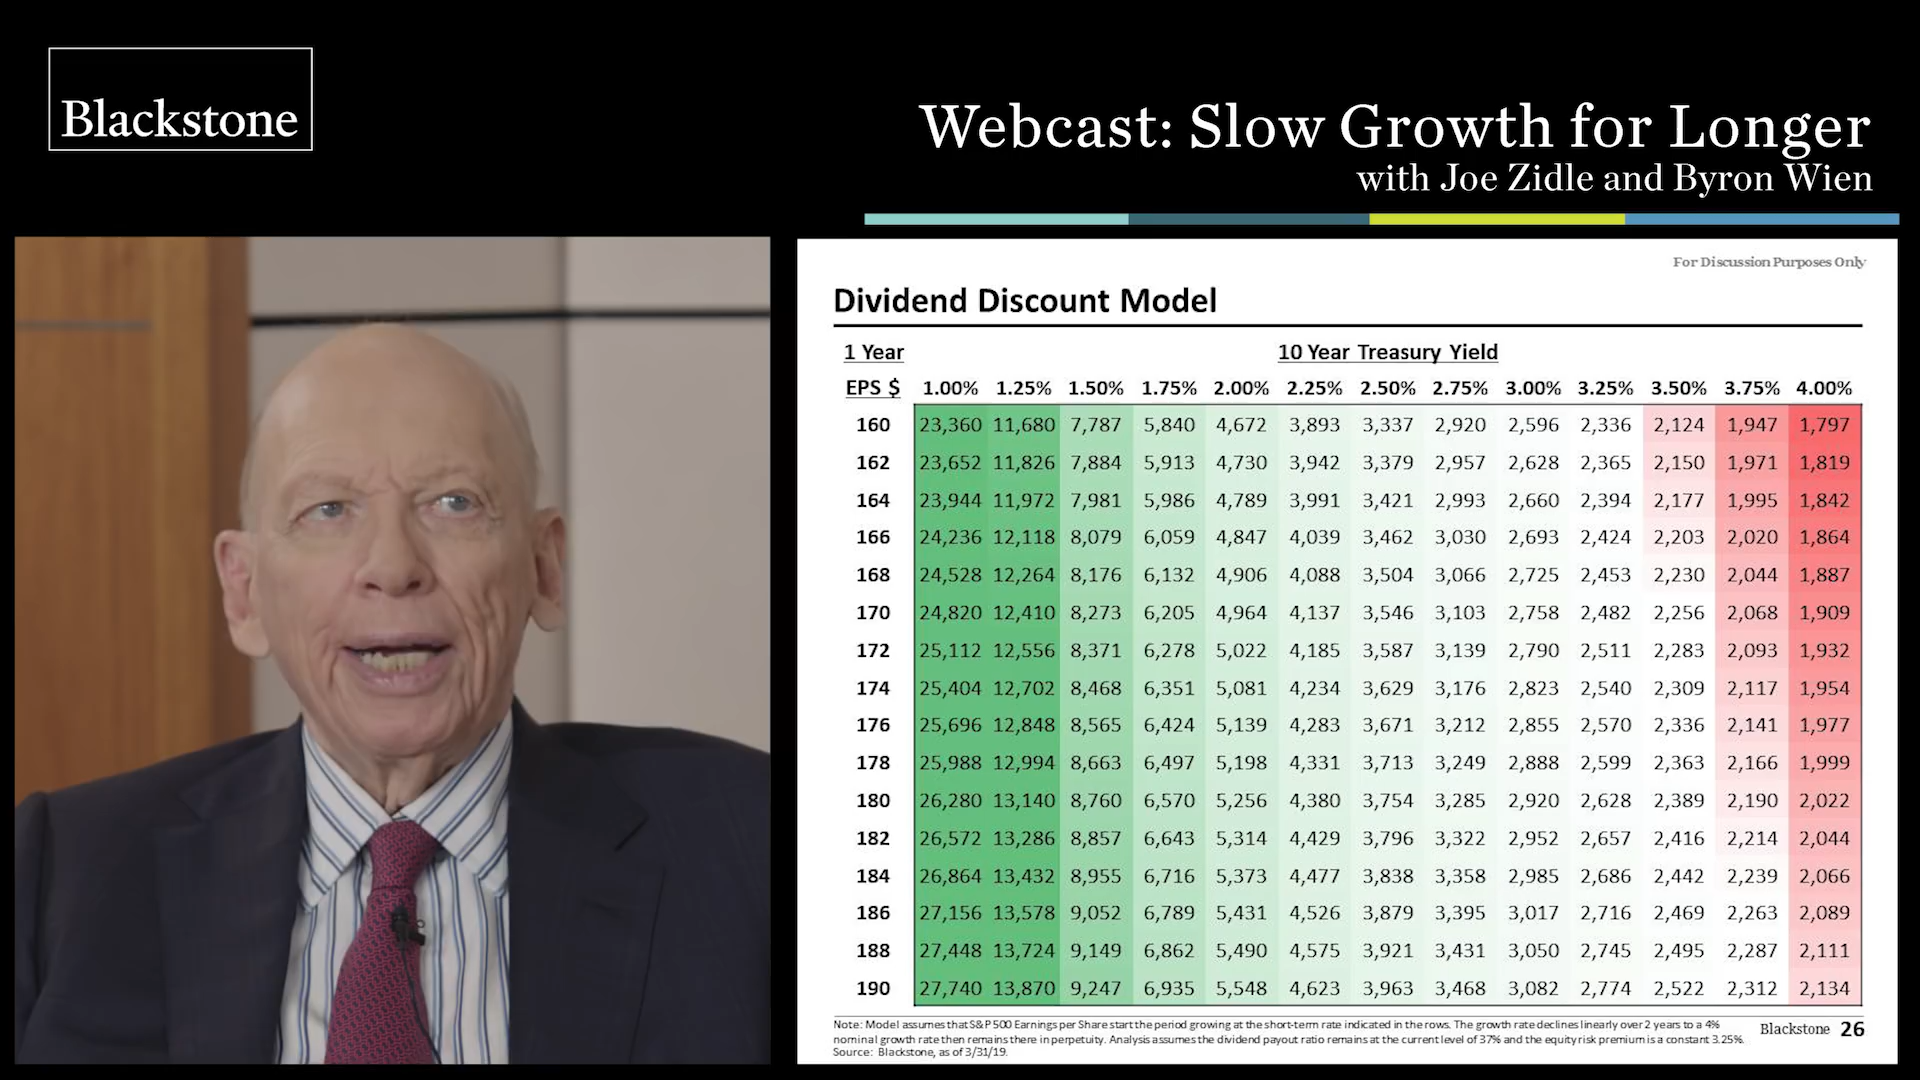 Blackstone
Webcast: Slow Growth for Longer
with Joe Zidle and Byron Wien
For Discussion Purposes Only
Dividend Discount Model
1 Year 10 Year Treasury Yield
EPS $ 1.00% 1.25% 1.50% 1.75% 2.00% 2.25% 2.50% 2.75% 3.00% 3.25% 3.50% 3.75% 4.00%
160 23,360 11,680 7,787 5,840 4,672 3,893 3,337 2,920 2,596 2,336 2,124 1,947 1,797
162 23,652 11,826 7,884 5,913 4,730 3,942 3,379 2,957 2,628 2,365 2,150 1,971 1,819
164 23,944 11,972 7,981 5,986 4,789 3,991 3,421 2,993 2,660 2,394 2,177 1,995 1,842
166 24,236 12,118 8,079 6,059 4,847 4,039 3,462 3,030 2,693 2,424 2,203 2,020 1,864
168 24,528 12,264 8,176 6,132 4,906 4,088 3,504 3,066 2,725 2,453 2,230 2,044 1,887
170 24,820 12,410 8,273 6,205 4,964 4,137 3,546 3,103 2,758 2,482 2,256 2,068 1,909
172 25,112 12,556 8,371 6,278 5,022 4,185 3,587 3,139 2,790 2,511 2,283 2,093 1,932
174 25,404 12,702 8,468 6,351 5,081 4,234 3,629 3,176 2,823 2,540 2,309 2,117 1,954
176 25,696 12,848 8,565 6,424 5,139 4,283 3,671 3,212 2,855 2,570 2,336 2,141 1,977
178 25,988 12,994 8,663 6,497 5,198 4,331 3,713 3,249 2,888 2,599 2,363 2,166 1,999
180 26,280 13,140 8,760 6,570 5,256 4,380 3,754 3,285 2,920 2,628 2,389 2,190 2,022
182 26,572 13,286 8,857 6,643 5,314 4,429 3,796 3,322 2,952 2,657 2,416 2,214 2,044
184 26,864 13,432 8,955 6,716 5,373 4,477 3,838 3,358 2,985 2,686 2,442 2,239 2,066
186 27,156 13,578 9,052 6,789 5,431 4,526 3,879 3,395 3,017 2,716 2,469 2,263 2,089
188 27,448 13,724 9,149 6,862 5,490 4,575 3,921 3,431 3,050 2,745 2,495 2,287 2,111
190 27,740 13,870 9,247 6,935 5,548 4,623 3,963 3,468 3,082 2,774 2,522 2,312 2,134
Note: Model assumes that S&P 500 Earnings per Share start the period growing at the short-term rate indicated in the rows. The growth rate declines linearly over 2 years to a 4%
nominal growth rate then remains there in perpetuity. Analysis assumes the dividend payout ratio remains at the current level of 37% and the equity risk premium is a constant 3.25%.
Source: Blackstone, as of 3/31/19.
Blackstone 26